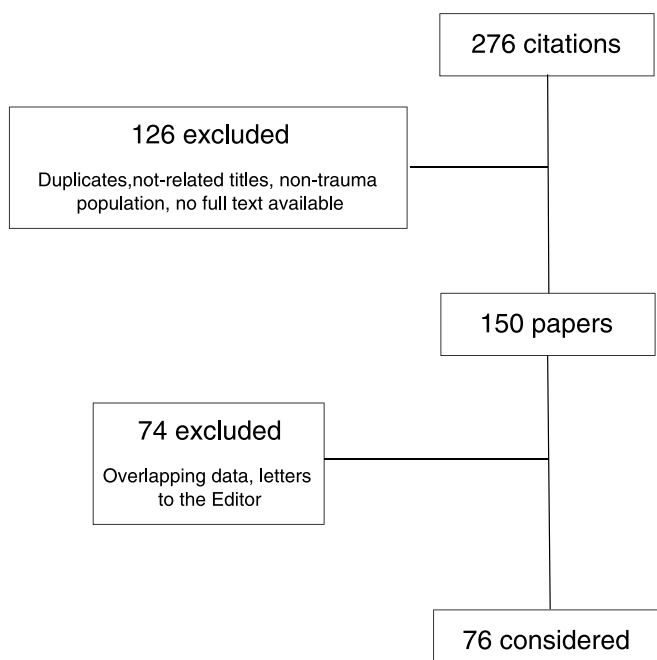 276 citations
126 excluded
Duplicates,not-related titles, non-trauma
population, no full text available
150 papers
74 excluded
Overlapping data, letters
to the Editor
76 considered